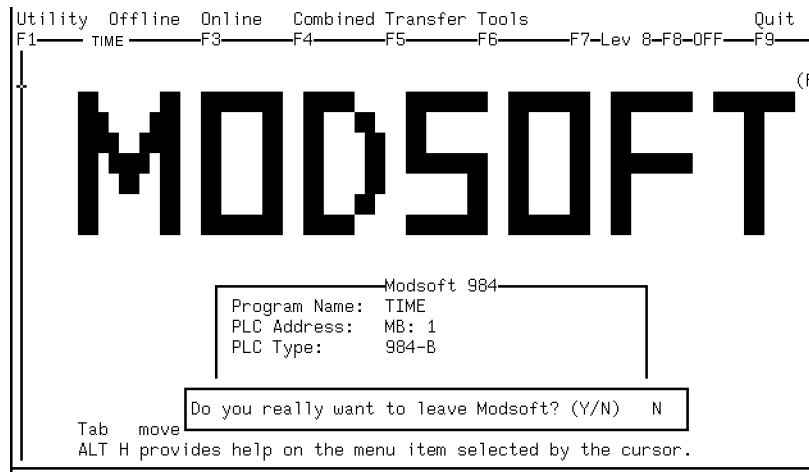 Utility Offline Online Combined Transfer Tools Quit
F1 TIME F3 F4 F5 F6 F7-Lev 8-F8-OFF F9
MODSOFT
Modsoft 984
Program Name: TIME
PLC Address: MB: 1
PLC Type: 984-B
Do you really want to leave Modsoft? (Y/N) N
Tab move
ALT H provides help on the menu item selected by the cursor.